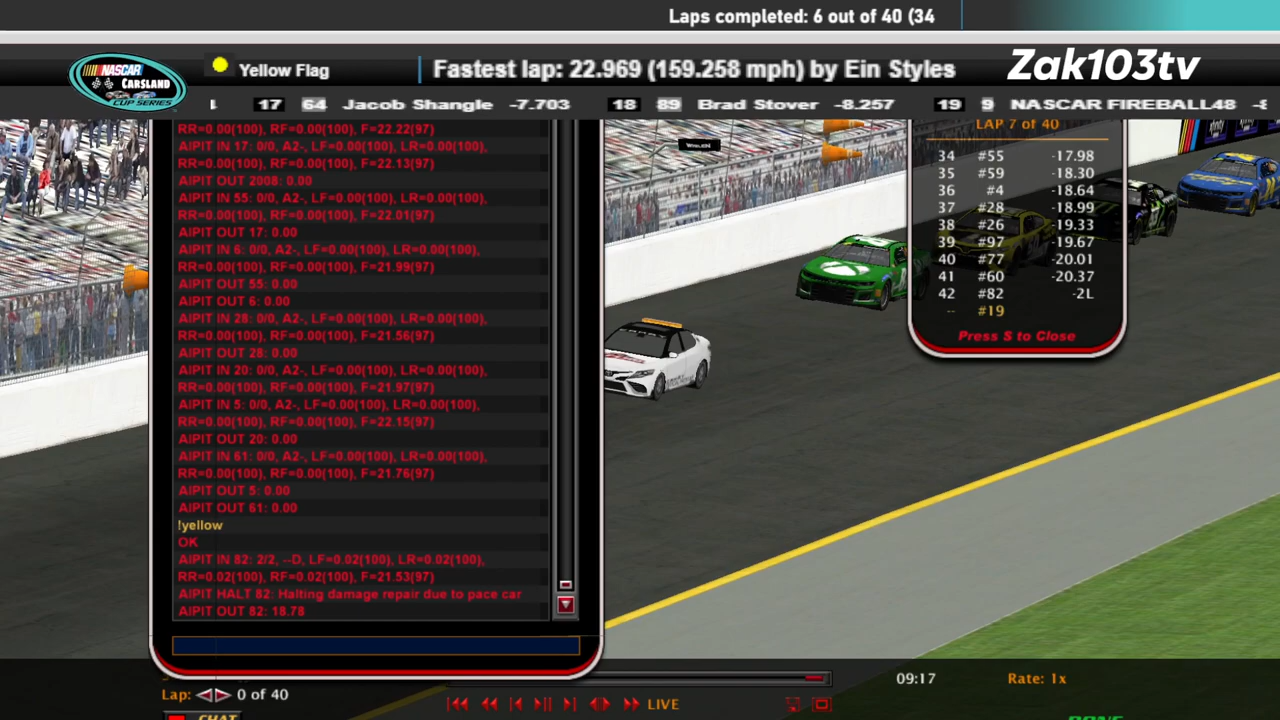 Laps completed: 6 out of 40 (34
NASCAR
CARSLAND
CUP SERIES
Yellow Flag
Fastest lap: 22.969 (159.258 mph) by Ein Styles
Zak103tv
17 64 Jacob Shangle -7.703 18 89 Brad Stover -8.257 19 9 NASCAR FIREBALL48
RR=0.00(100), RF=0.00(100), F=22.22(97)
AIPIT IN 17: 0/0, A2-, LF=0.00(100), LR=0.00(100),
RR=0.00(100), RF=0.00(100), F=22.13(97)
AIPIT OUT 2008: 0.00
AIPIT IN 55: 0/0, A2-, LF=0.00(100), LR=0.00(100),
RR=0.00(100), RF=0.00(100), F=22.01(97)
AIPIT OUT 17: 0.00
AIPIT IN 6: 0/0, A2-, LF=0.00(100), LR=0.00(100),
RR=0.00(100), RF=0.00(100), F=21.99(97)
AIPIT OUT 55: 0.00
AIPIT OUT 6: 0.00
AIPIT IN 28: 0/0, A2-, LF=0.00(100), LR=0.00(100),
RR=0.00(100), RF=0.00(100), F=21.56(97)
AIPIT OUT 28: 0.00
AIPIT IN 20: 0/0, A2-, LF=0.00(100), LR=0.00(100),
RR=0.00(100), RF=0.00(100), F=21.97(97)
AIPIT IN 5: 0/0, A2-, LF=0.00(100), LR=0.00(100),
RR=0.00(100), RF=0.00(100), F=22.15(97)
AIPIT OUT 20: 0.00
AIPIT IN 61: 0/0, A2-, LF=0.00(100), LR=0.00(100),
RR=0.00(100), RF=0.00(100), F=21.76(97)
AIPIT OUT 5: 0.00
AIPIT OUT 61: 0.00
!yellow
OK
AIPIT IN 82: 2/2, --D, LF=0.02(100), LR=0.02(100),
RR=0.02(100), RF=0.02(100), F=21.53(97)
AIPIT HALT 82: Halting damage repair due to pace car
AIPIT OUT 82: 18.78
LAP 7 of 40
34 #55 -17.98
35 #59 -18.30
36 #4 -18.64
37 #28 -18.99
38 #26 -19.33
39 #97 -19.67
40 #77 -20.01
41 #60 -20.37
42 #82 -2L
-- #19
Press S to Close
Lap: 0 of 40
LIVE
09:17
Rate: 1x
CHAT